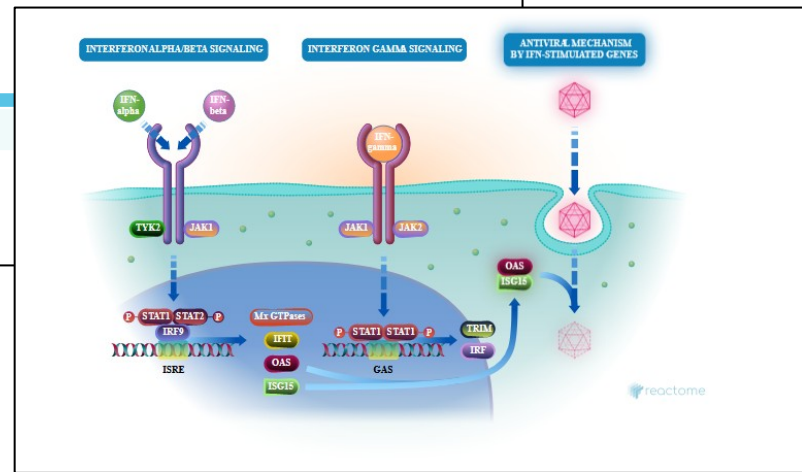 INTERFERON ALPHA/BETA SIGNALING
INTERFERON GAMMA SIGNALING
ANTIVIRAL MECHANISM
BY IFN-STIMULATED GENES
IFN-
alpha
IFN-
beta
IFN-
gamma
TYK2
JAK1
JAK1
JAK2
OAS
ISG15
P
STAT1
STAT2
P
IRF9
ISRE
Mx GTPases
IFIT
OAS
ISG15
P
STAT1
STAT1
P
GAS
TRIM
IRF
reactome